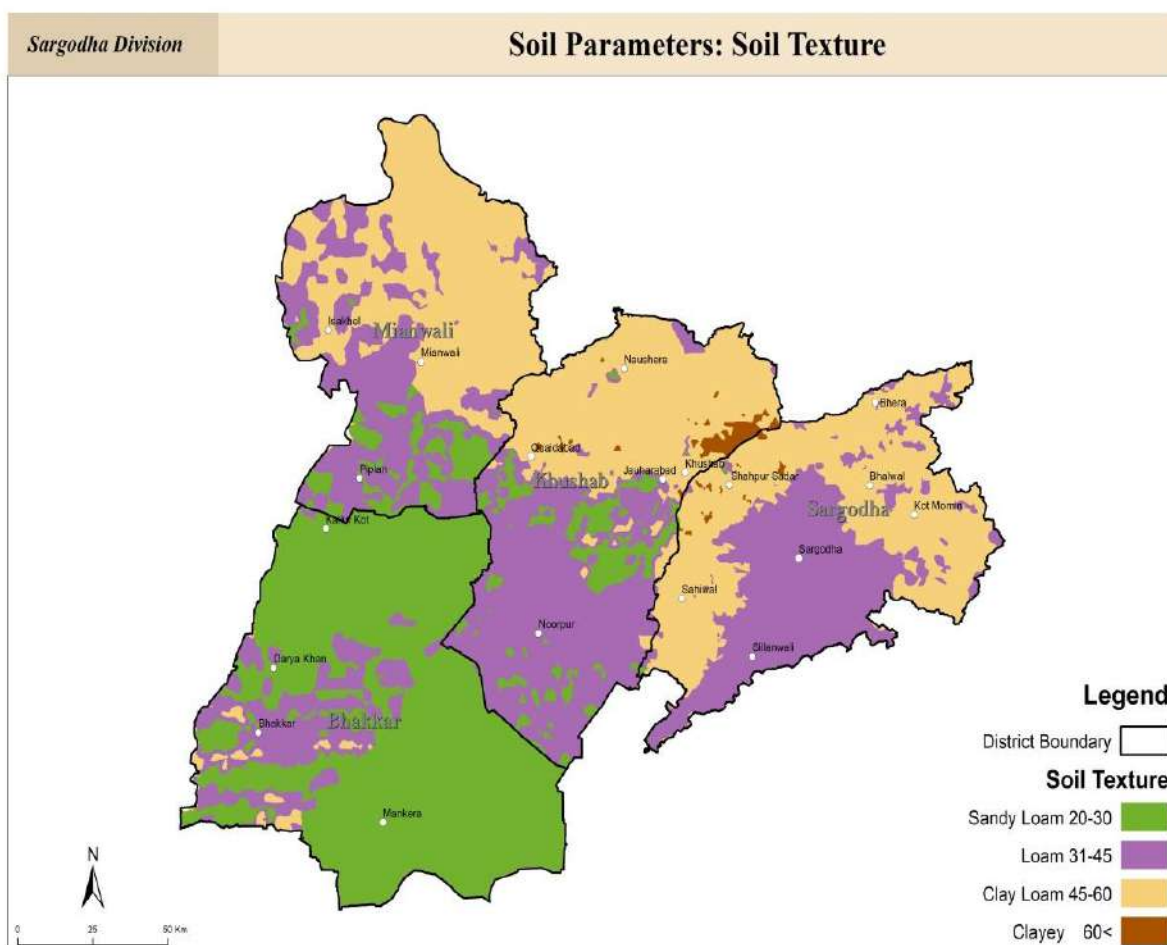 Sargodha Division
Soil Parameters: Soil Texture
Isakhel
Mianwali
Mianwali
Naushera
Bhera
Piplan
Quaidabad
Khushab
Jauharabad
Khushab
Shahpur Sadar
Bhalwal
Sargodha
Kot Momin
Kalur Kot
Sargodha
Sahiwal
Noorpur
Sillanwali
Darya Khan
Bhakkar
Bhakkar
Mankera
Legend
District Boundary
Soil Texture
Sandy Loam 20-30
Loam 31-45
Clay Loam 45-60
Clayey 60<
N
0 25 50 Km